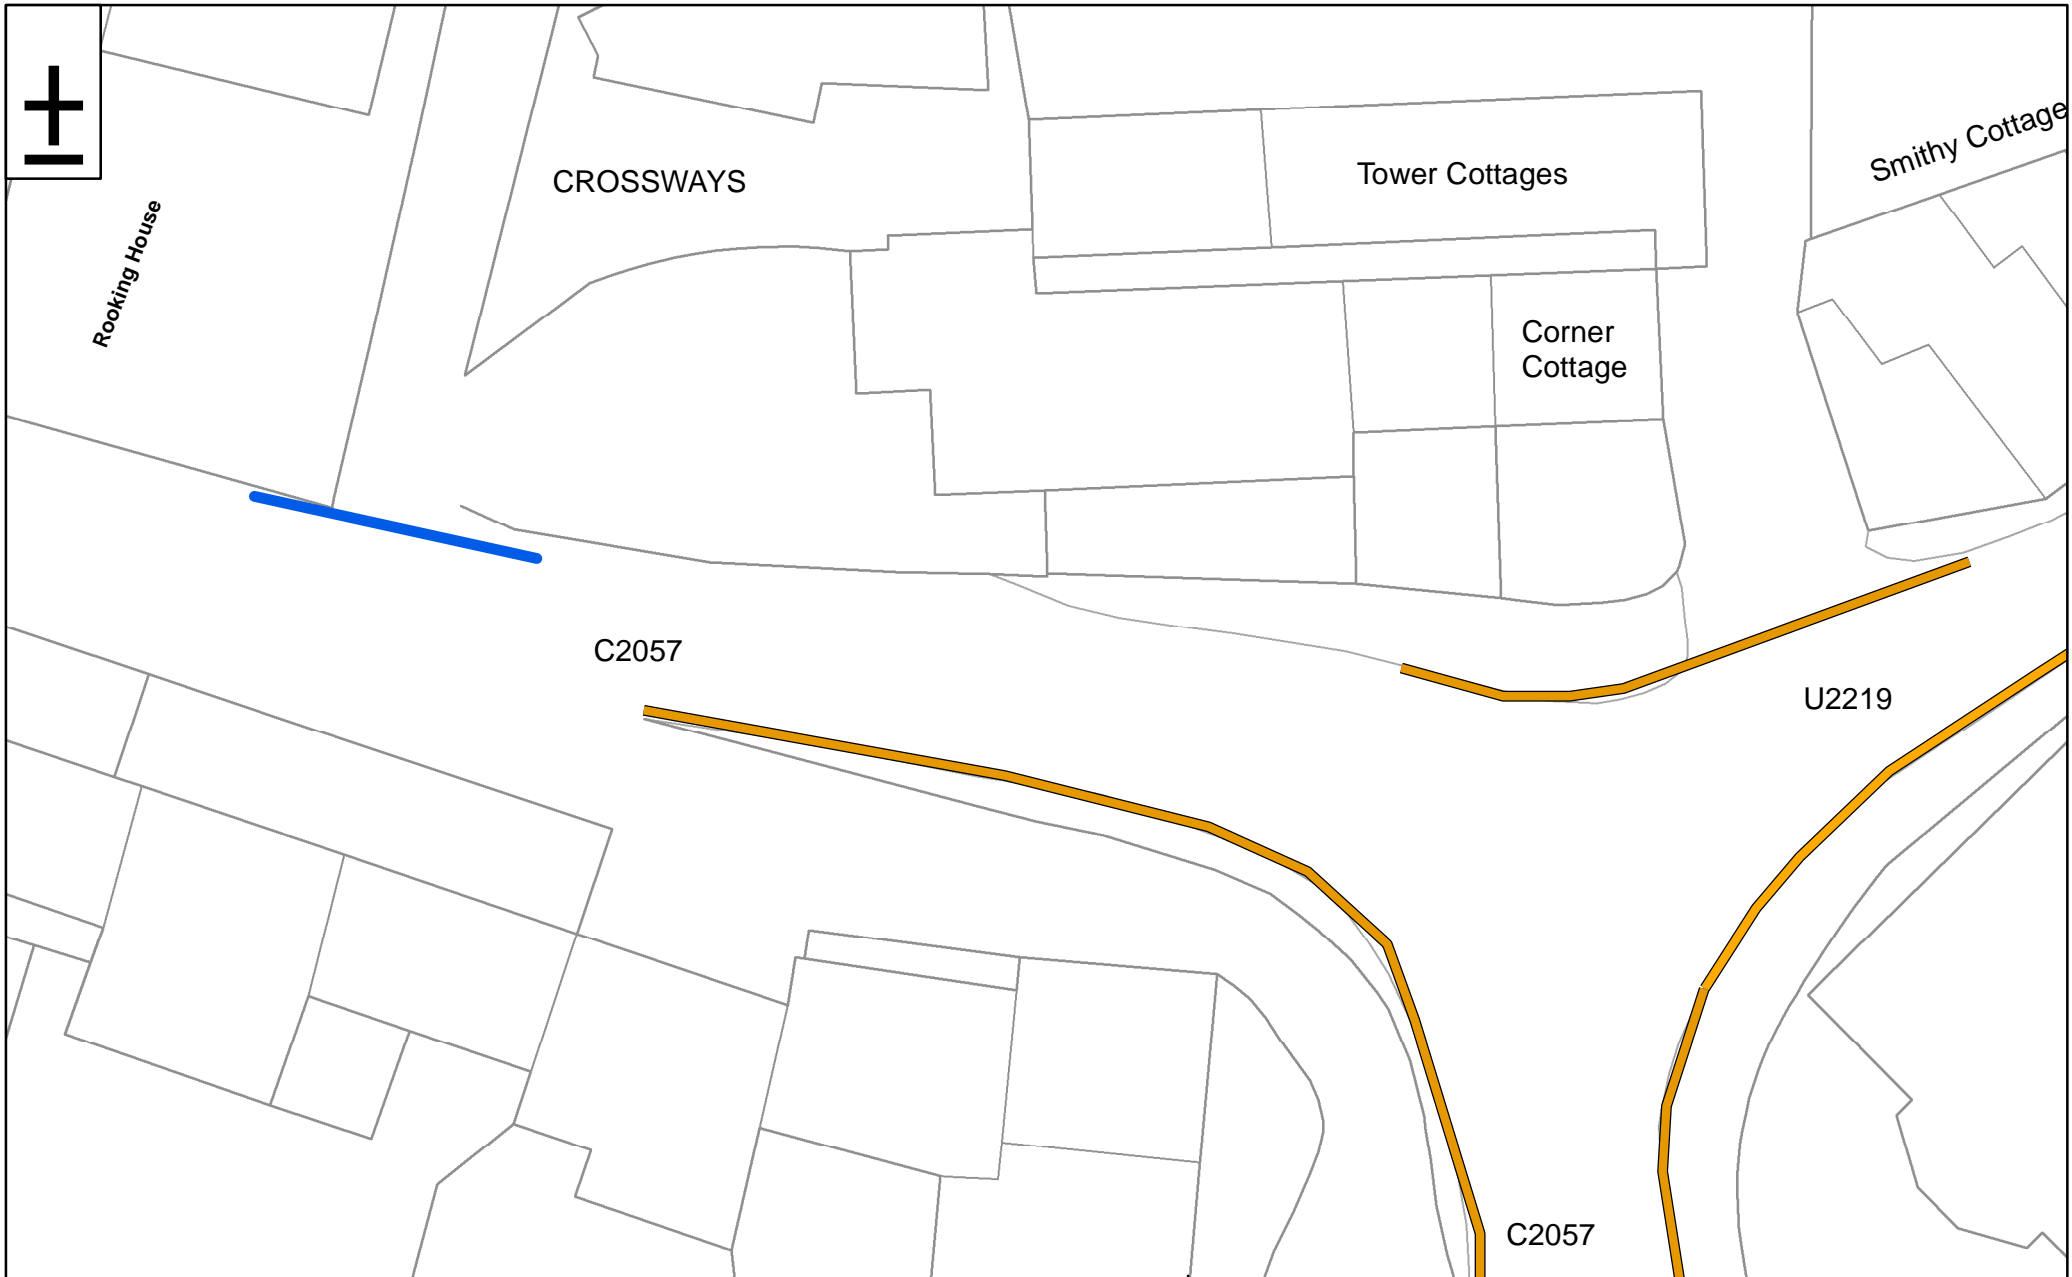 CROSSWAYS
Tower Cottages
Smithy Cottage
Rooking House
Corner
Cottage
C2057
U2219
C2057